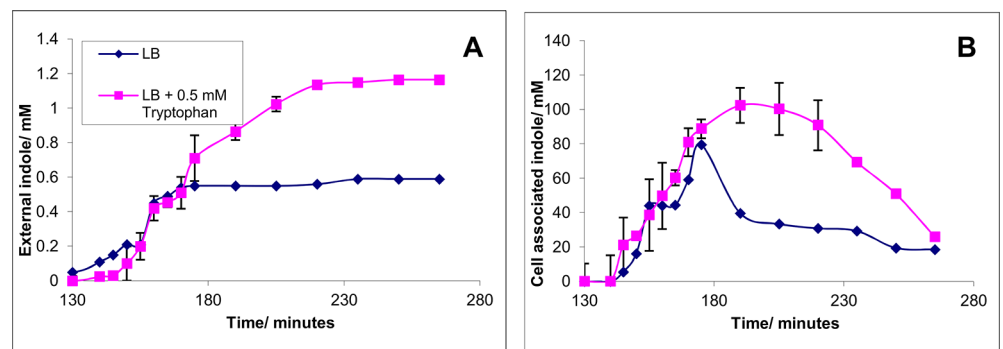 A
LB
LB + 0.5 mM
Tryptophan
External indole/ mM
1.4
1.2
1
0.8
0.6
0.4
0.2
0
130
180
230
280
Time/ minutes
B
Cell associated indole/ mM
140
120
100
80
60
40
20
0
130
180
230
280
Time/ minutes